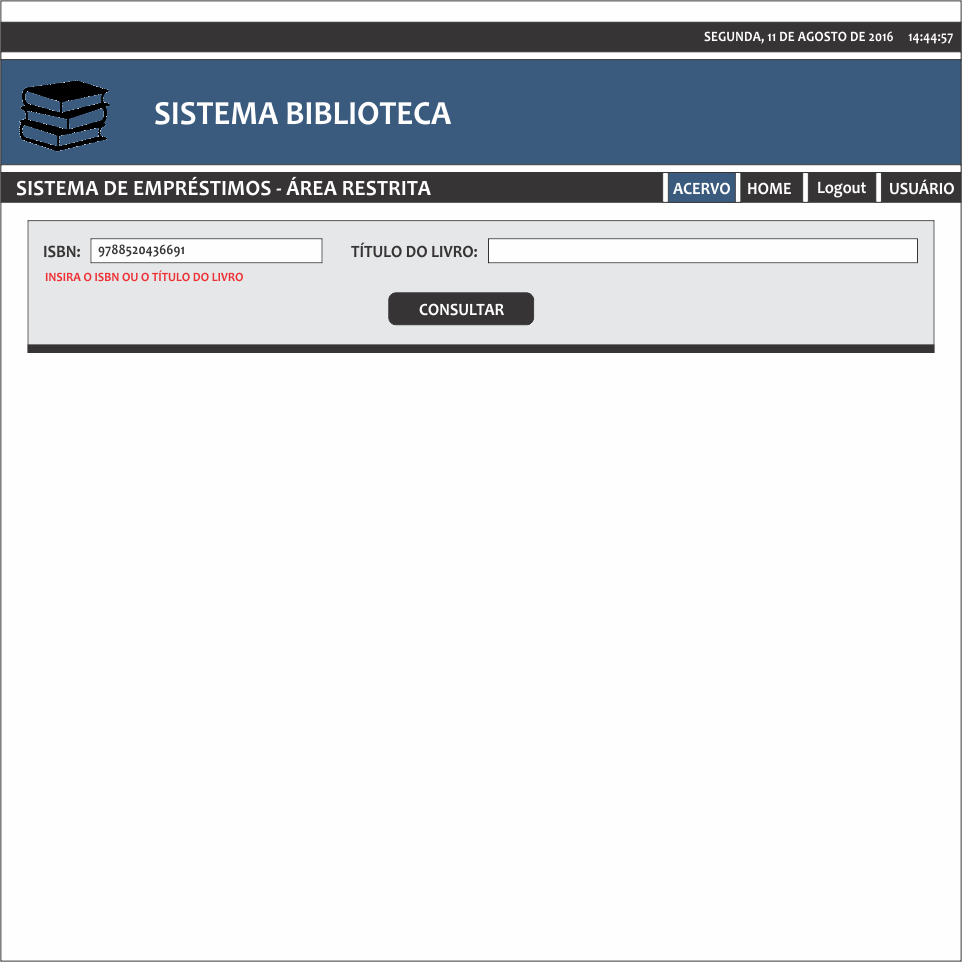 SEGUNDA, 11 DE AGOSTO DE 2016 14:44:57
SISTEMA BIBLIOTECA
SISTEMA DE EMPRÉSTIMOS - ÁREA RESTRITA ACERVO HOME Logout USUÁRIO
ISBN: 9788520436691 TÍTULO DO LIVRO:
INSIRA O ISBN OU O TÍTULO DO LIVRO
CONSULTAR